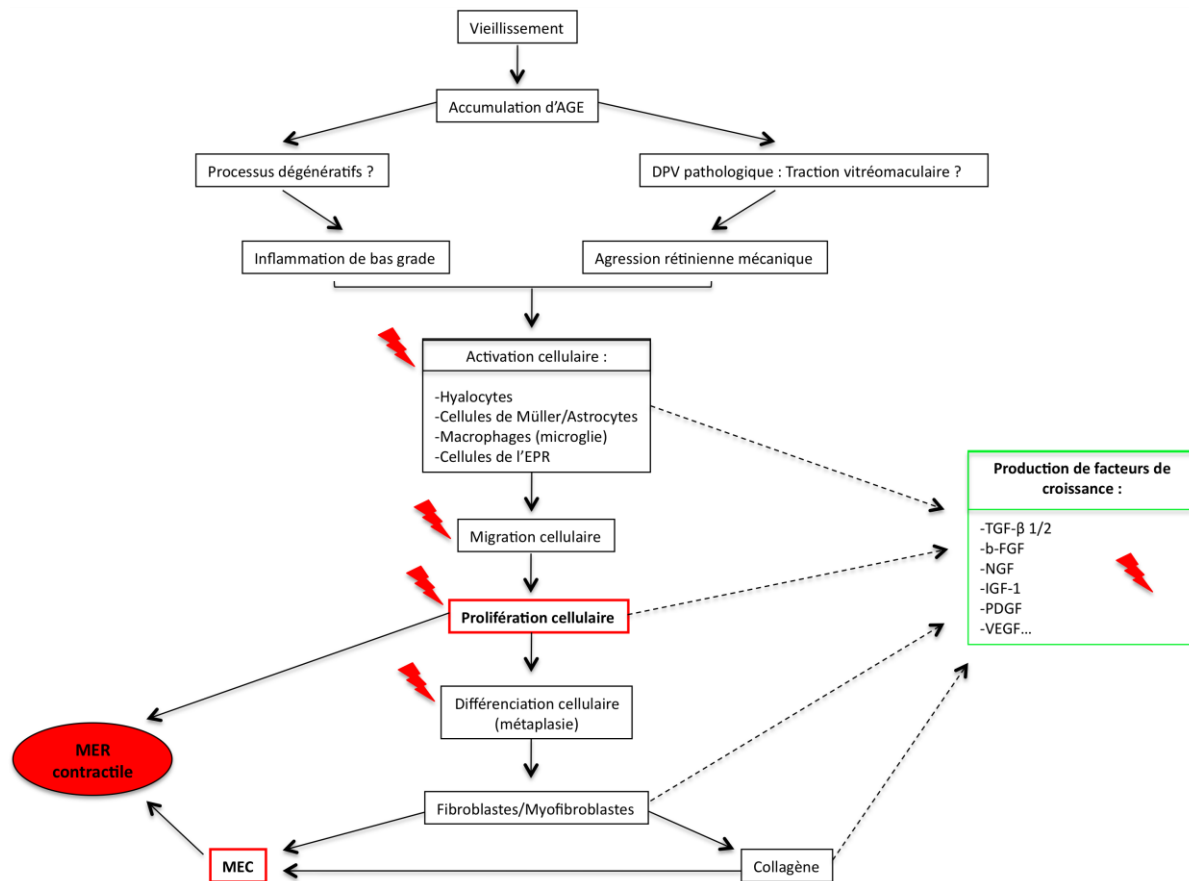 Vieillissement
Accumulation d’AGE
Processus dégénératifs ?
DPV pathologique : Traction vitréomaculaire ?
Inflammation de bas grade
Agression rétinienne mécanique
Activation cellulaire :
-Hyalocytes
-Cellules de Müller/Astrocytes
-Macrophages (microglie)
-Cellules de l’EPR
Production de facteurs de
croissance :
-TGF-β 1/2
-b-FGF
-NGF
-IGF-1
-PDGF
-VEGF...
Migration cellulaire
Prolifération cellulaire
Différenciation cellulaire
(métaplasie)
MER
contractile
Fibroblastes/Myofibroblastes
MEC
Collagène